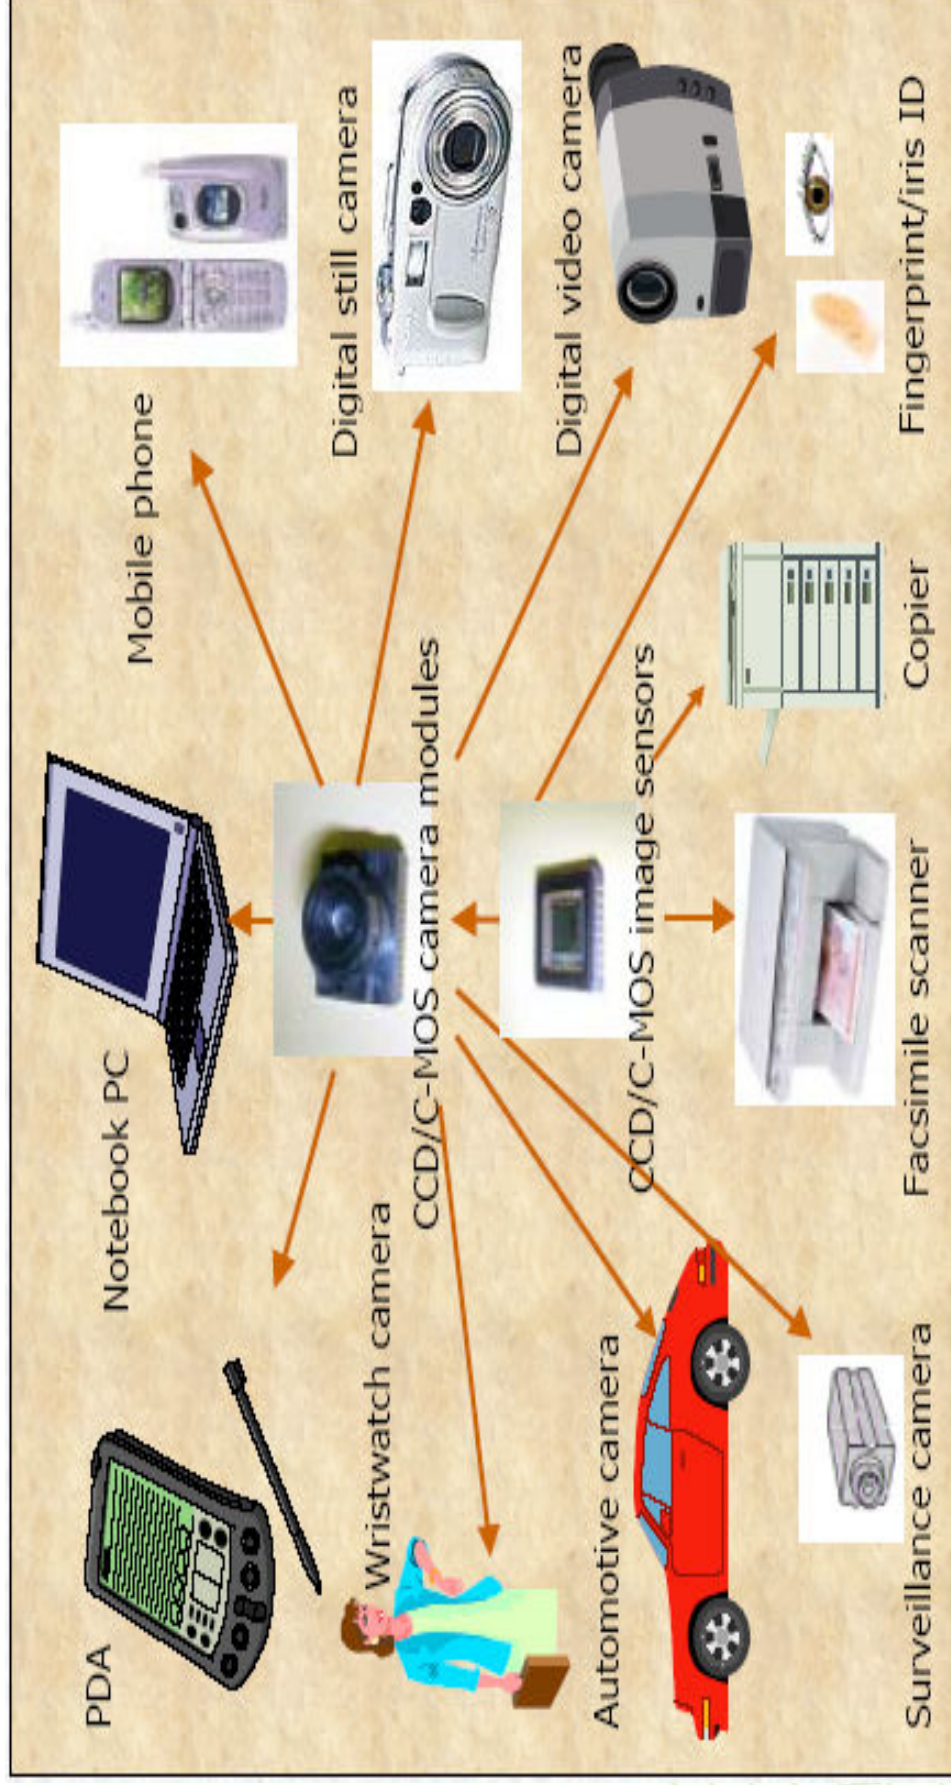 PDA
Notebook PC
Mobile phone
Wristwatch camera
Digital still camera
CCD/C-MOS camera modules
Automotive camera
Digital video camera
CCD/C-MOS image sensors
Surveillance camera
Facsimile scanner
Copier
Fingerprint/iris ID